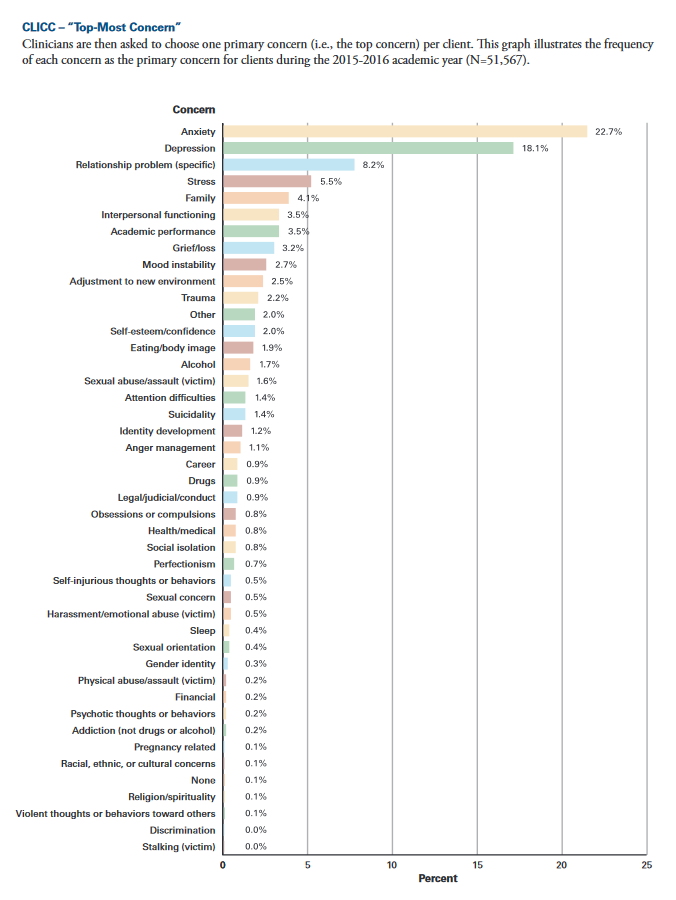 CLICC – “Top-Most Concern”
Clinicians are then asked to choose one primary concern (i.e., the top concern) per client. This graph illustrates the frequency
of each concern as the primary concern for clients during the 2015-2016 academic year (N=51,567).
Concern
Anxiety 22.7%
Depression 18.1%
Relationship problem (specific) 8.2%
Stress 5.5%
Family 4.1%
Interpersonal functioning 3.5%
Academic performance 3.5%
Grief/loss 3.2%
Mood instability 2.7%
Adjustment to new environment 2.5%
Trauma 2.2%
Other 2.0%
Self-esteem/confidence 2.0%
Eating/body image 1.9%
Alcohol 1.7%
Sexual abuse/assault (victim) 1.6%
Attention difficulties 1.4%
Suicidality 1.4%
Identity development 1.2%
Anger management 1.1%
Career 0.9%
Drugs 0.9%
Legal/judicial/conduct 0.9%
Obsessions or compulsions 0.8%
Health/medical 0.8%
Social isolation 0.8%
Perfectionism 0.7%
Self-injurious thoughts or behaviors 0.5%
Sexual concern 0.5%
Harassment/emotional abuse (victim) 0.5%
Sleep 0.4%
Sexual orientation 0.4%
Gender identity 0.3%
Physical abuse/assault (victim) 0.2%
Financial 0.2%
Psychotic thoughts or behaviors 0.2%
Addiction (not drugs or alcohol) 0.2%
Pregnancy related 0.1%
Racial, ethnic, or cultural concerns 0.1%
None 0.1%
Religion/spirituality 0.1%
Violent thoughts or behaviors toward others 0.1%
Discrimination 0.0%
Stalking (victim) 0.0%
0 5 10 15 20 25
Percent